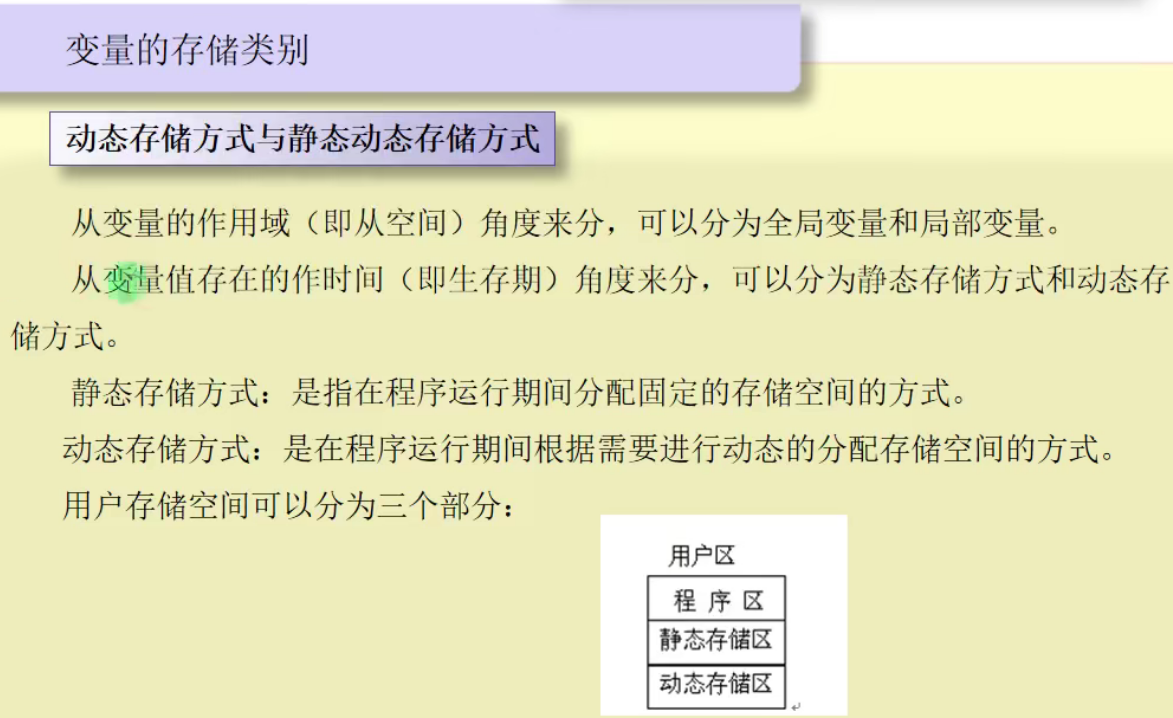 变量的存储类别
动态存储方式与静态动态存储方式
从变量的作用域（即从空间）角度来分，可以分为全局变量和局部变量。
从变量值存在的作时间（即生存期）角度来分，可以分为静态存储方式和动态存
储方式。
静态存储方式：是指在程序运行期间分配固定的存储空间的方式。
动态存储方式：是在程序运行期间根据需要进行动态的分配存储空间的方式。
用户存储空间可以分为三个部分：
用户区
程 序 区
静态存储区
动态存储区